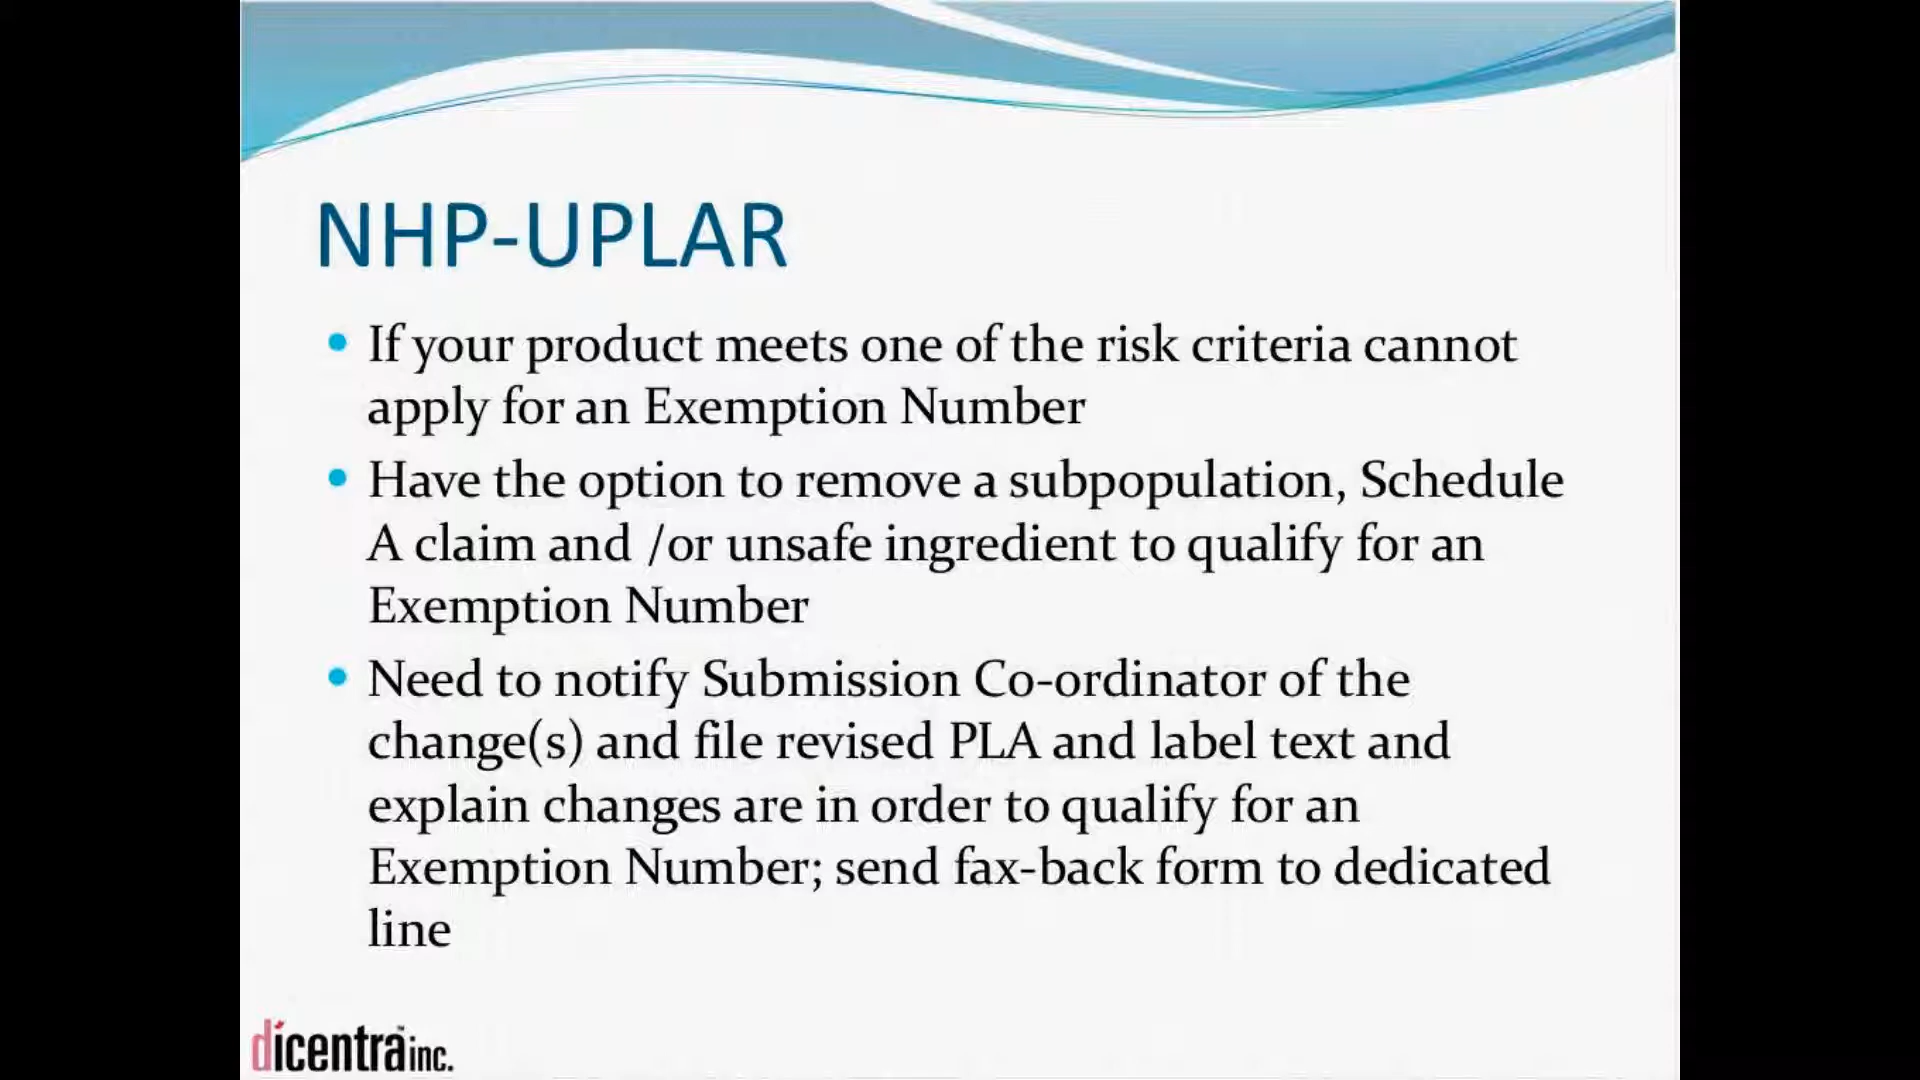 NHP-UPLAR
• If your product meets one of the risk criteria cannot
apply for an Exemption Number
• Have the option to remove a subpopulation, Schedule
A claim and /or unsafe ingredient to qualify for an
Exemption Number
• Need to notify Submission Co-ordinator of the
change(s) and file revised PLA and label text and
explain changes are in order to qualify for an
Exemption Number; send fax-back form to dedicated
line
dicentra inc.